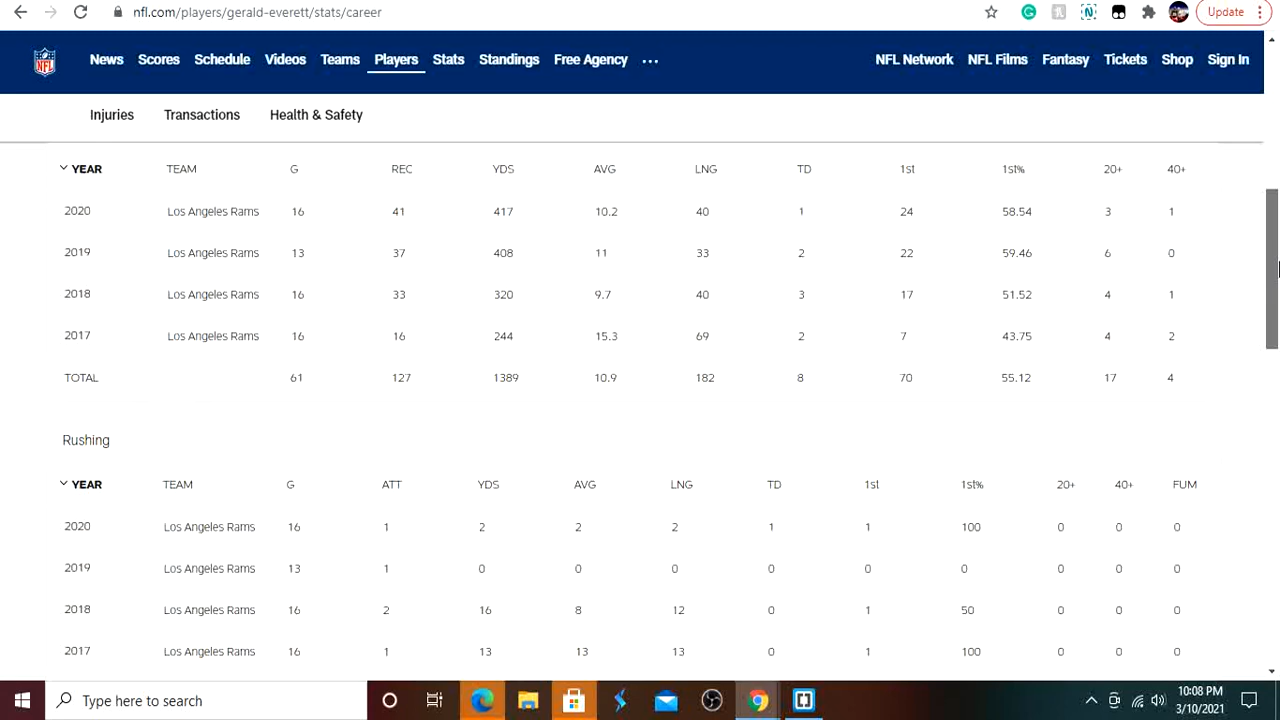 nfl.com/players/gerald-everett/stats/career Update
NFL News Scores Schedule Videos Teams Players Stats Standings Free Agency ... NFL Network NFL Films Fantasy Tickets Shop Sign In
Injuries Transactions Health & Safety
YEAR TEAM G REC YDS AVG LNG TD 1st 1st% 20+ 40+
2020 Los Angeles Rams 16 41 417 10.2 40 1 24 58.54 3 1
2019 Los Angeles Rams 13 37 408 11 33 2 22 59.46 6 0
2018 Los Angeles Rams 16 33 320 9.7 40 3 17 51.52 4 1
2017 Los Angeles Rams 16 16 244 15.3 69 2 7 43.75 4 2
TOTAL 61 127 1389 10.9 182 8 70 55.12 17 4
Rushing
YEAR TEAM G ATT YDS AVG LNG TD 1st 1st% 20+ 40+ FUM
2020 Los Angeles Rams 16 1 2 2 2 1 1 100 0 0 0
2019 Los Angeles Rams 13 1 0 0 0 0 0 0 0 0 0
2018 Los Angeles Rams 16 2 16 8 12 0 1 50 0 0 0
2017 Los Angeles Rams 16 1 13 13 13 0 1 100 0 0 0
Type here to search 10:08 PM
3/10/2021